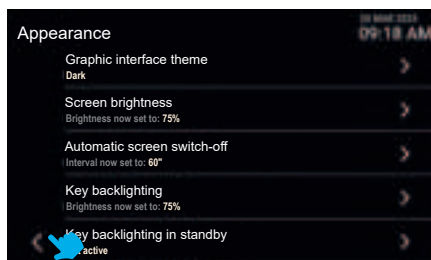 Appearance
09:18 AM
Graphic interface theme
Dark
Screen brightness
Brightness now set to: 75%
Automatic screen switch-off
Interval now set to: 60"
Key backlighting
Brightness now set to: 75%
Key backlighting in standby
active